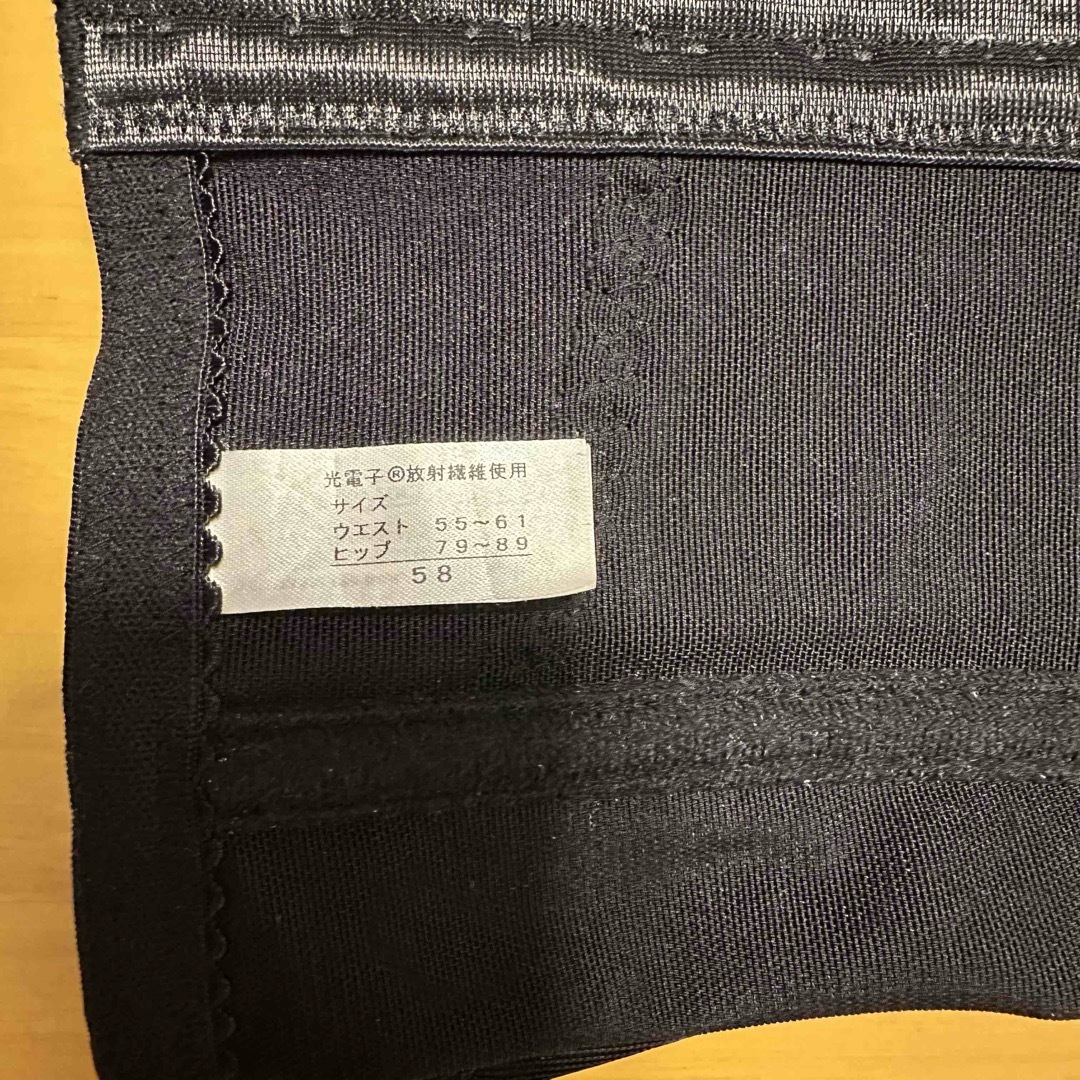 光電子®放射繊維使用
サイズ
ウエスト 55~61
ヒップ 79~89
58